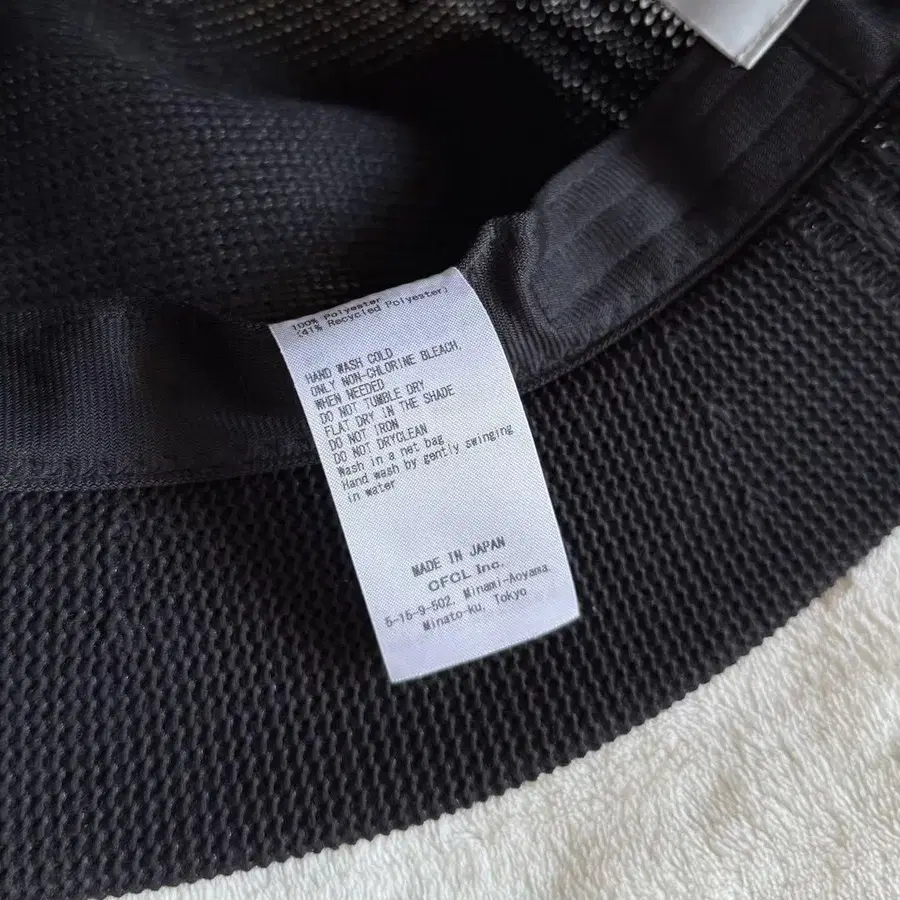 100% Polyester
(41% Recycled Polyester)
HAND WASH COLD
ONLY NON-CHLORINE BLEACH,
WHEN NEEDED
DO NOT TUMBLE DRY
FLAT DRY IN THE SHADE
DO NOT IRON
DO NOT DRYCLEAN
Wash in a net bag
Hand wash by gently swinging
in water
MADE IN JAPAN
CFCL Inc.
5-15-9-502, Minami-Aoyama
Minato-ku, Tokyo